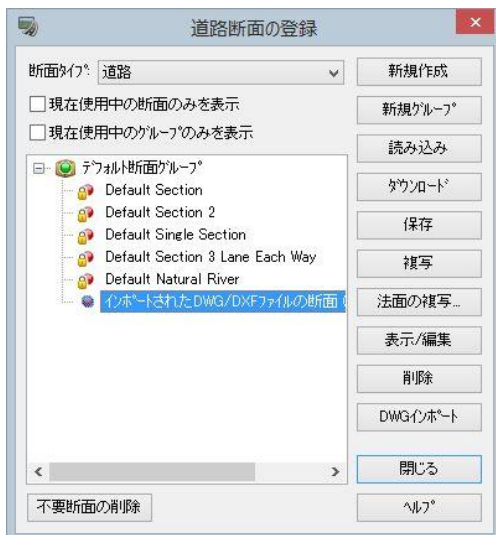 道路断面の登録
断面ﾀｲﾌﾟ: 道路
現在使用中の断面のみを表示
現在使用中のｸﾞﾙｰﾌﾟのみを表示
ﾃﾞﾌｫﾙﾄ断面ｸﾞﾙｰﾌﾟ
Default Section
Default Section 2
Default Single Section
Default Section 3 Lane Each Way
Default Natural River
ｲﾝﾎﾟｰﾄされたDWG/DXFﾌｧｲﾙの断面 (
新規作成
新規ｸﾞﾙｰﾌﾟ
読み込み
ﾀﾞｳﾝﾛｰﾄﾞ
保存
複写
法面の複写...
表示/編集
削除
DWGｲﾝﾎﾟｰﾄ
閉じる
不要断面の削除
ﾍﾙﾌﾟ